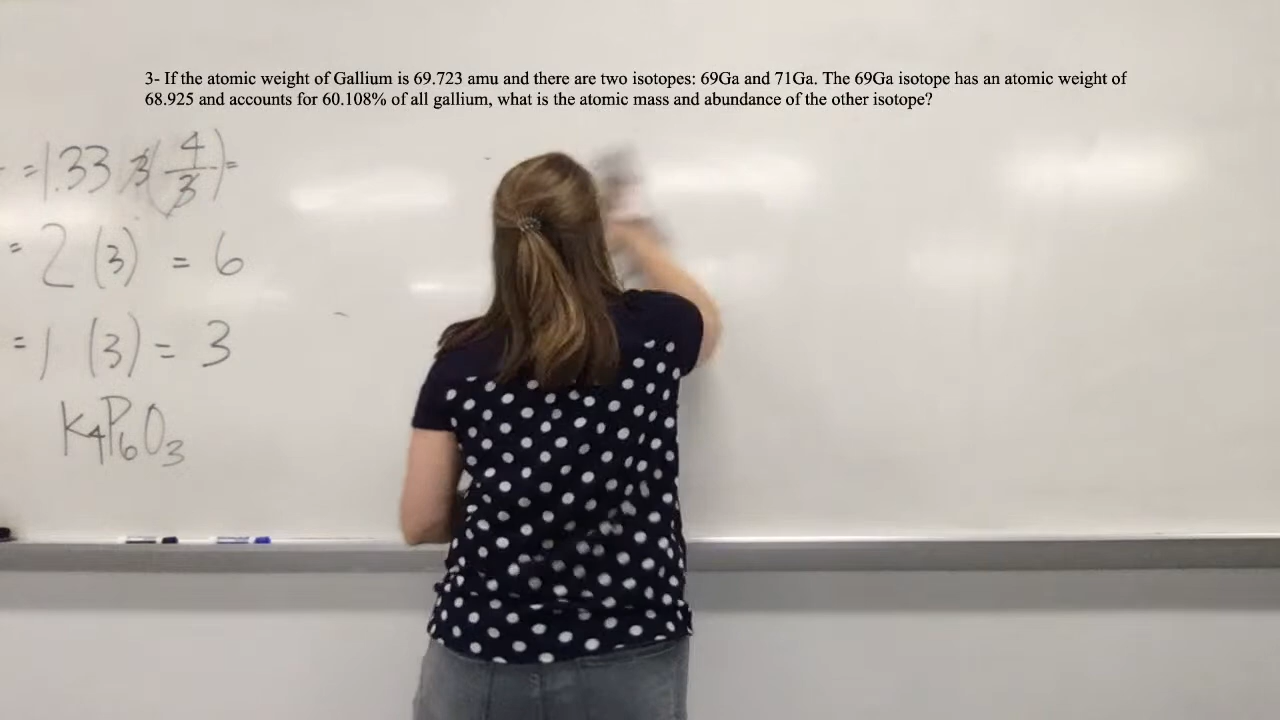 3- If the atomic weight of Gallium is 69.723 amu and there are two isotopes: 69Ga and 71Ga. The 69Ga isotope has an atomic weight of
68.925 and accounts for 60.108% of all gallium, what is the atomic mass and abundance of the other isotope?
=1.33 3(4/3)=
=2 (3) = 6
=1 (3) = 3
K4P6O3